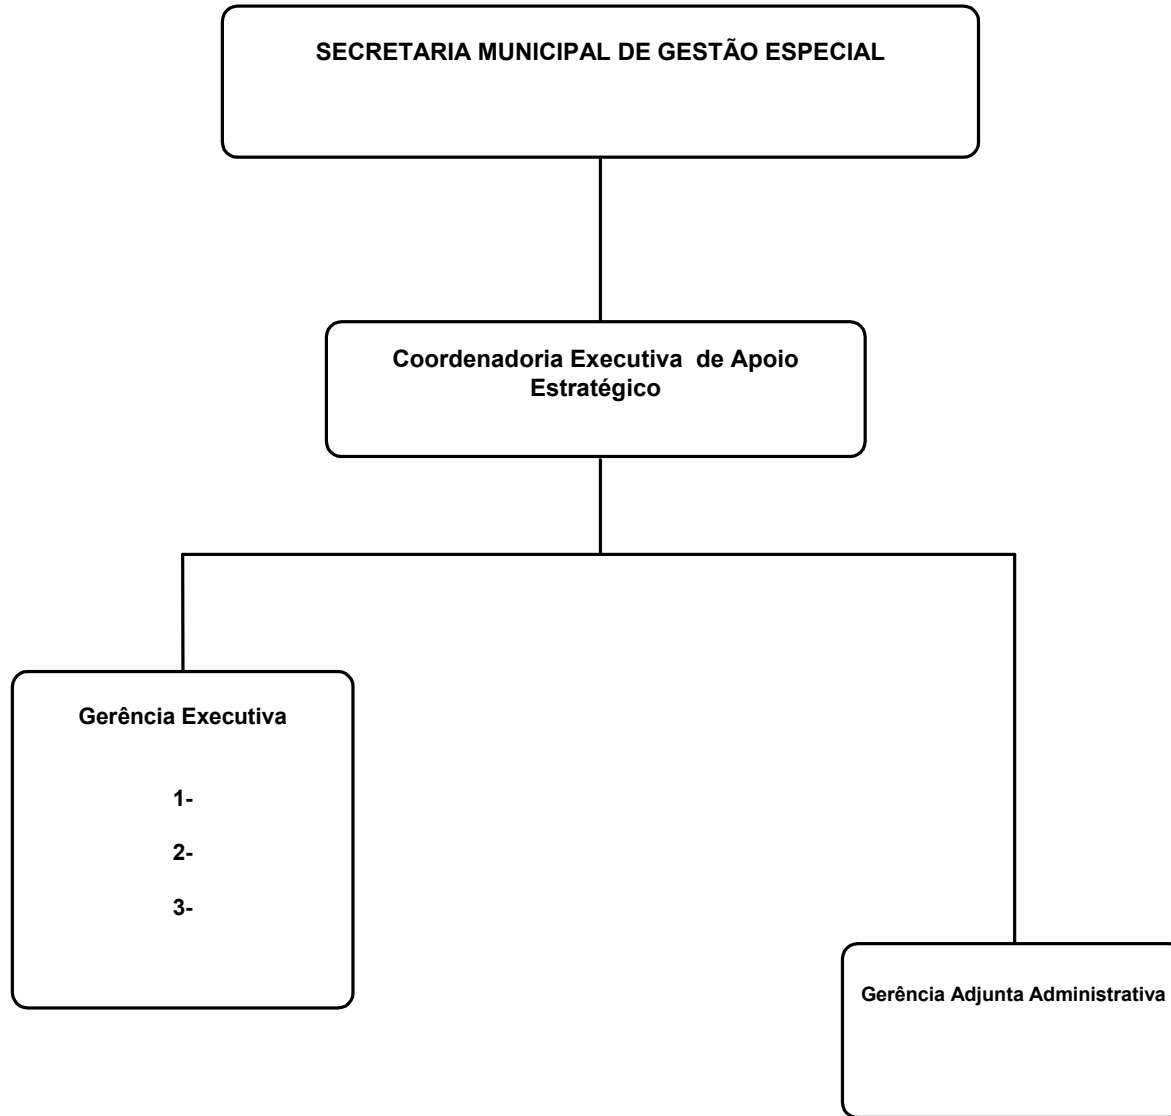 SECRETARIA MUNICIPAL DE GESTÃO ESPECIAL
Coordenadoria Executiva  de Apoio
Estratégico
Gerência Executiva
1-
2-
3-
Gerência Adjunta Administrativa